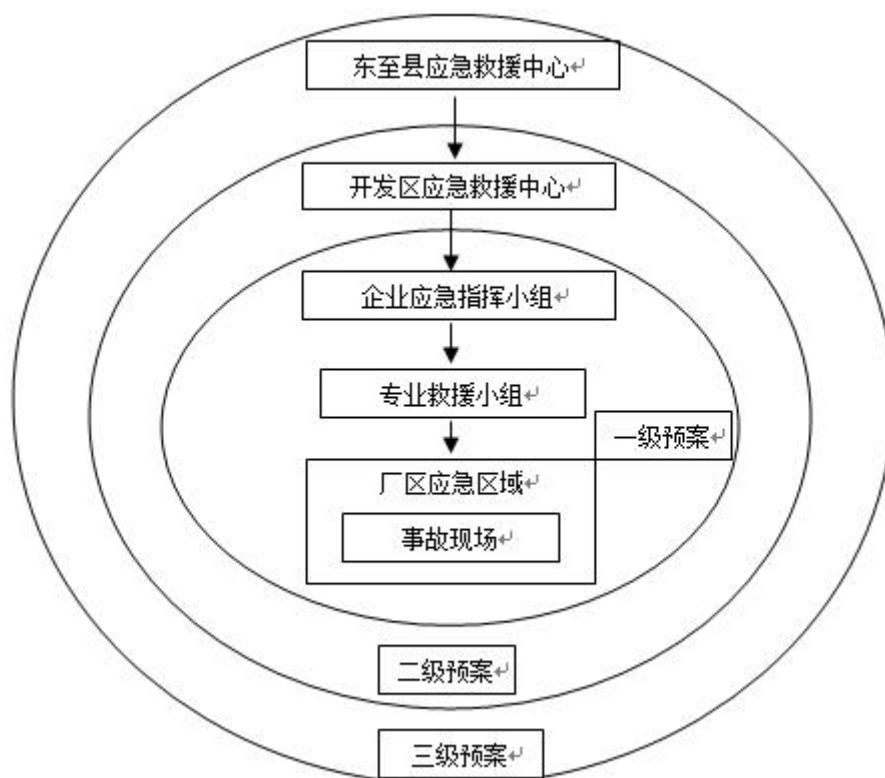 东至县应急救援中心
开发区应急救援中心
企业应急指挥小组
专业救援小组
一级预案
厂区应急区域
事故现场
二级预案
三级预案